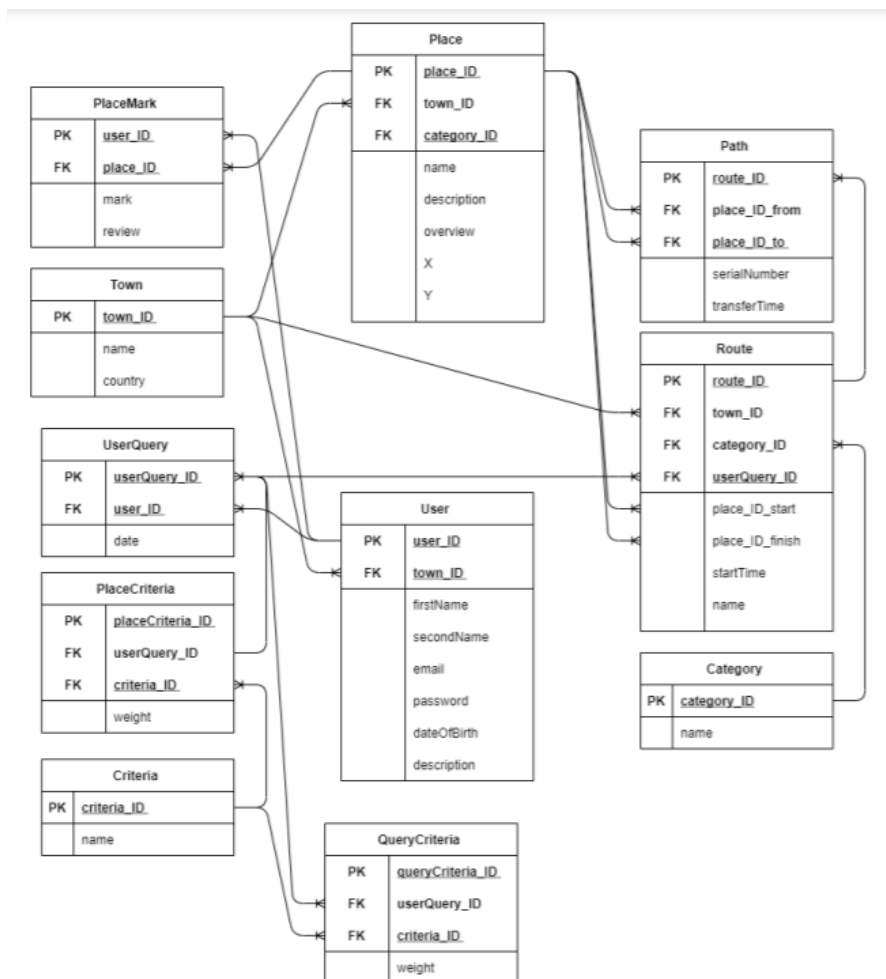 Place
PK place_ID
FK town_ID
FK category_ID
name
description
overview
X
Y
PlaceMark
PK user_ID
FK place_ID
mark
review
Town
PK town_ID
name
country
Path
PK route_ID
FK place_ID_from
FK place_ID_to
serialNumber
transferTime
Route
PK route_ID
FK town_ID
FK category_ID
FK userQuery_ID
place_ID_start
place_ID_finish
startTime
name
UserQuery
PK userQuery_ID
FK user_ID
date
User
PK user_ID
FK town_ID
firstName
secondName
email
password
dateOfBirth
description
PlaceCriteria
PK placeCriteria_ID
FK userQuery_ID
FK criteria_ID
weight
Category
PK category_ID
name
Criteria
PK criteria_ID
name
QueryCriteria
PK queryCriteria_ID
FK userQuery_ID
FK criteria_ID
weight